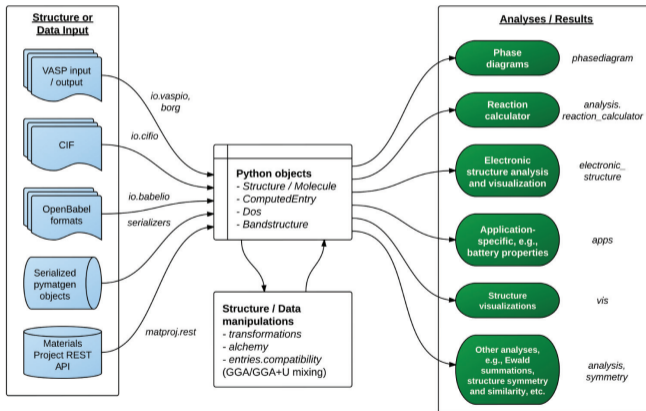 Structure or
Data Input
VASP input
/ output
CIF
OpenBabel
formats
Serialized
pymatgen
objects
Materials
Project REST
API
io.vaspio,
borg
io.cifio
io.babelio
serializers
matproj.rest
Python objects
- Structure / Molecule
- ComputedEntry
- Dos
- Bandstructure
Structure / Data
manipulations
- transformations
- alchemy
- entries.compatibility
(GGA/GGA+U mixing)
Analyses / Results
Phase
diagrams
phasediagram
Reaction
calculator
analysis.
reaction_calculator
Electronic
structure analysis
and visualization
electronic_
structure
Application-
specific, e.g.,
battery properties
apps
Structure
visualizations
vis
Other analyses,
e.g., Ewald
summations,
structure symmetry
and similarity, etc.
analysis,
symmetry